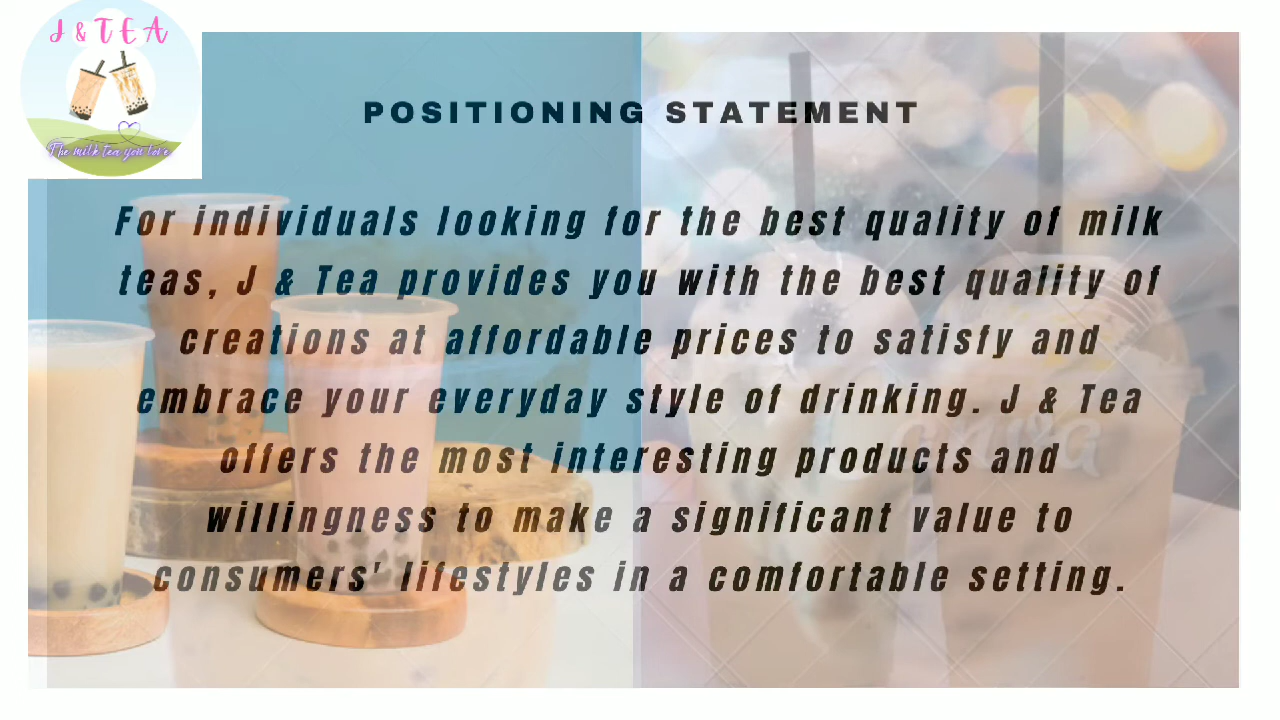 J & TEA
The milk tea you love
POSITIONING STATEMENT
For individuals looking for the best quality of milk
teas, J & Tea provides you with the best quality of
creations at affordable prices to satisfy and
embrace your everyday style of drinking. J & Tea
offers the most interesting products and
willingness to make a significant value to
consumers' lifestyles in a comfortable setting.